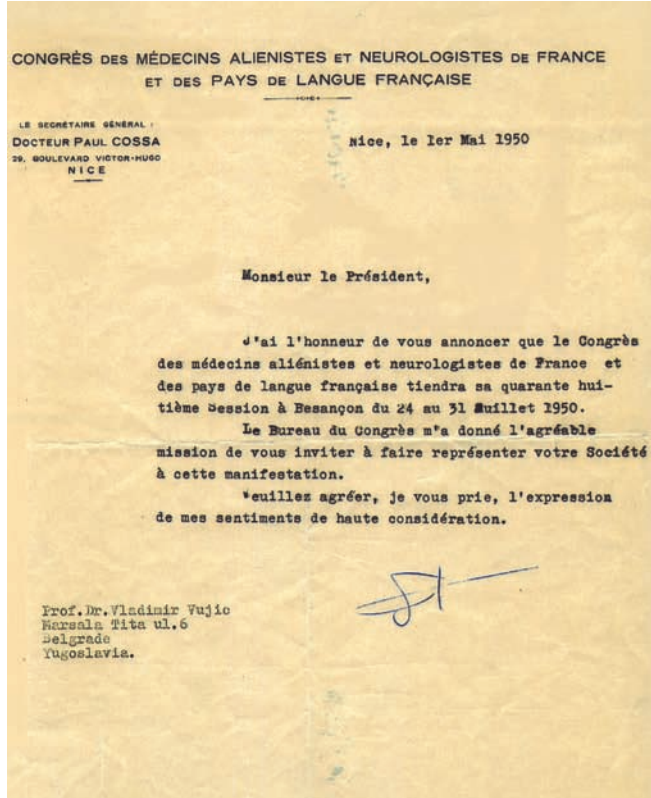 CONGRÈS DES MÉDECINS ALIENISTES ET NEUROLOGISTES DE FRANCE
ET DES PAYS DE LANGUE FRANÇAISE
LE SECRÉTAIRE GÉNÉRAL :
DOCTEUR PAUL COSSA
29, BOULEVARD VICTOR-HUGO
NICE
Nice, le 1er Mai 1950
Monsieur le Président,
J'ai l'honneur de vous annoncer que le Congrès
des médecins aliénistes et neurologistes de France et
des pays de langue française tiendra sa quarante hui-
tième Session à Besançon du 24 au 31 Juillet 1950.
Le Bureau du Congrès m'a donné l'agréable
mission de vous inviter à faire représenter votre Société
à cette manifestation.
Veuillez agréer, je vous prie, l'expression
de mes sentiments de haute considération.
Prof.Dr.Vladimir Vujic
Marsala Tita ul.6
Belgrade
Yugoslavia.